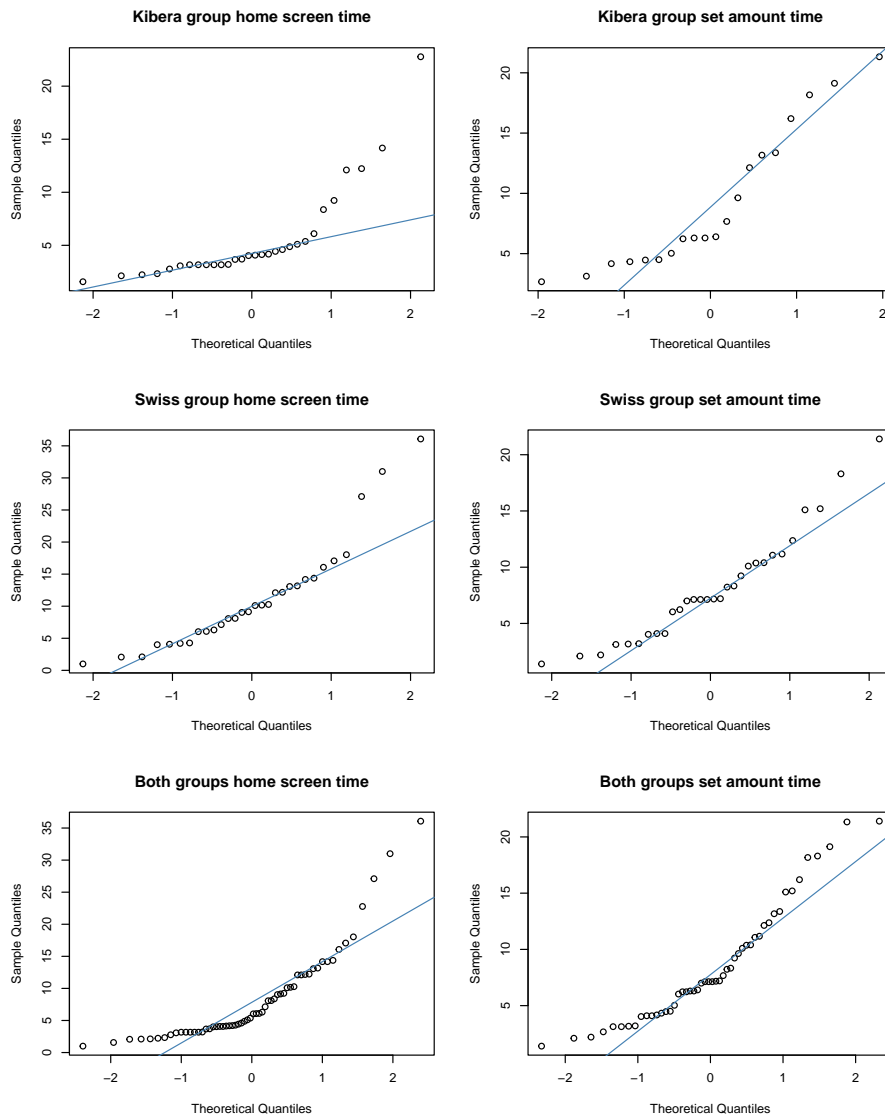 Kibera group home screen time
Sample Quantiles
20
15
10
5
−2 −1 0 1 2
Theoretical Quantiles
Kibera group set amount time
Sample Quantiles
20
15
10
5
−2 −1 0 1 2
Theoretical Quantiles
Swiss group home screen time
Sample Quantiles
35
30
25
20
15
10
5
0
−2 −1 0 1 2
Theoretical Quantiles
Swiss group set amount time
Sample Quantiles
20
15
10
5
−2 −1 0 1 2
Theoretical Quantiles
Both groups home screen time
Sample Quantiles
35
30
25
20
15
10
5
0
−2 −1 0 1 2
Theoretical Quantiles
Both groups set amount time
Sample Quantiles
20
15
10
5
−2 −1 0 1 2
Theoretical Quantiles